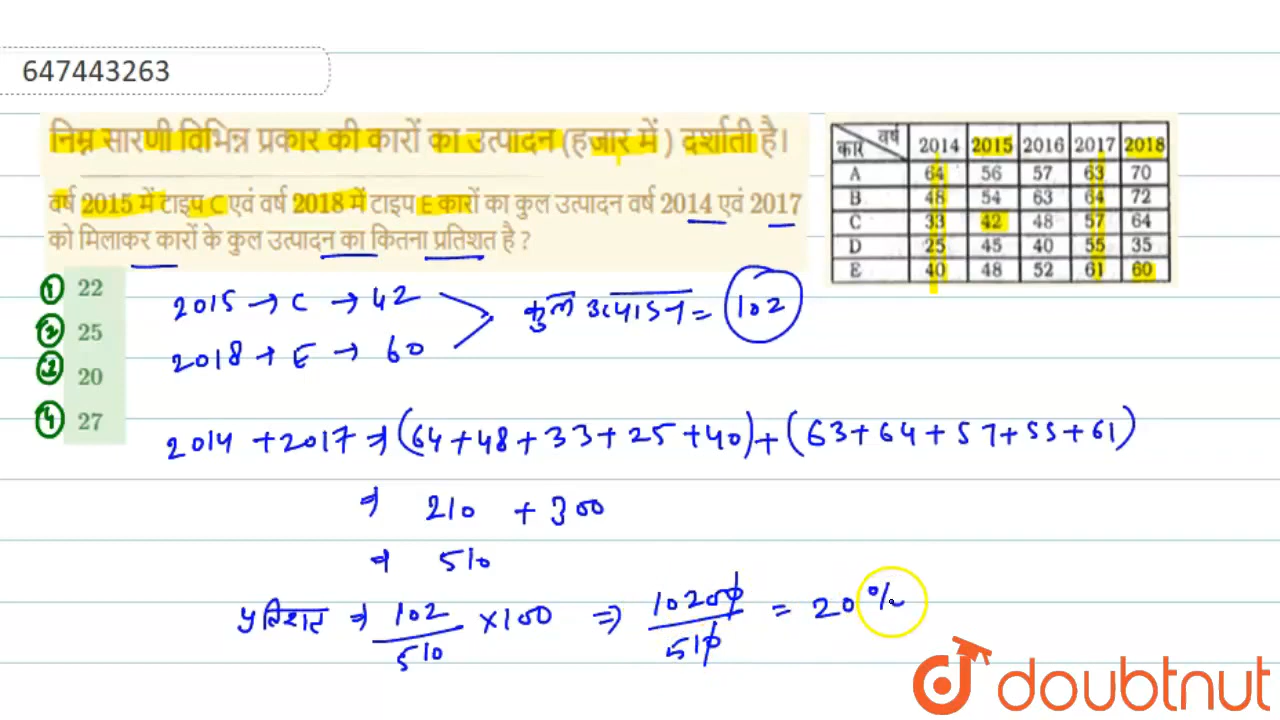 647443263
निम्न सारणी विभिन्न प्रकार की कारों का उत्पादन (हजार में ) दर्शाती है।
वर्ष 2015 में टाइप C एवं वर्ष 2018 में टाइप E कारों का कुल उत्पादन वर्ष 2014 एवं 2017
को मिलाकर कारों के कुल उत्पादन का कितना प्रतिशत है ?
वर्ष
कार 2014 2015 2016 2017 2018
A 64 56 57 63 70
B 48 54 63 64 72
C 33 42 48 57 64
D 25 45 40 55 35
E 40 48 52 61 60
① 22
② 25
③ 20
④ 27
2015 → C → 42
2018 → E → 60
कुल उत्पादन = 102
2014 + 2017 ⇒ (64+48+33+25+40)+(63+64+57+55+61)
⇒ 210 + 300
⇒ 510
प्रतिशत ⇒ 102/510 ×100 ⇒ 10200/510 = 20%
doubtnut